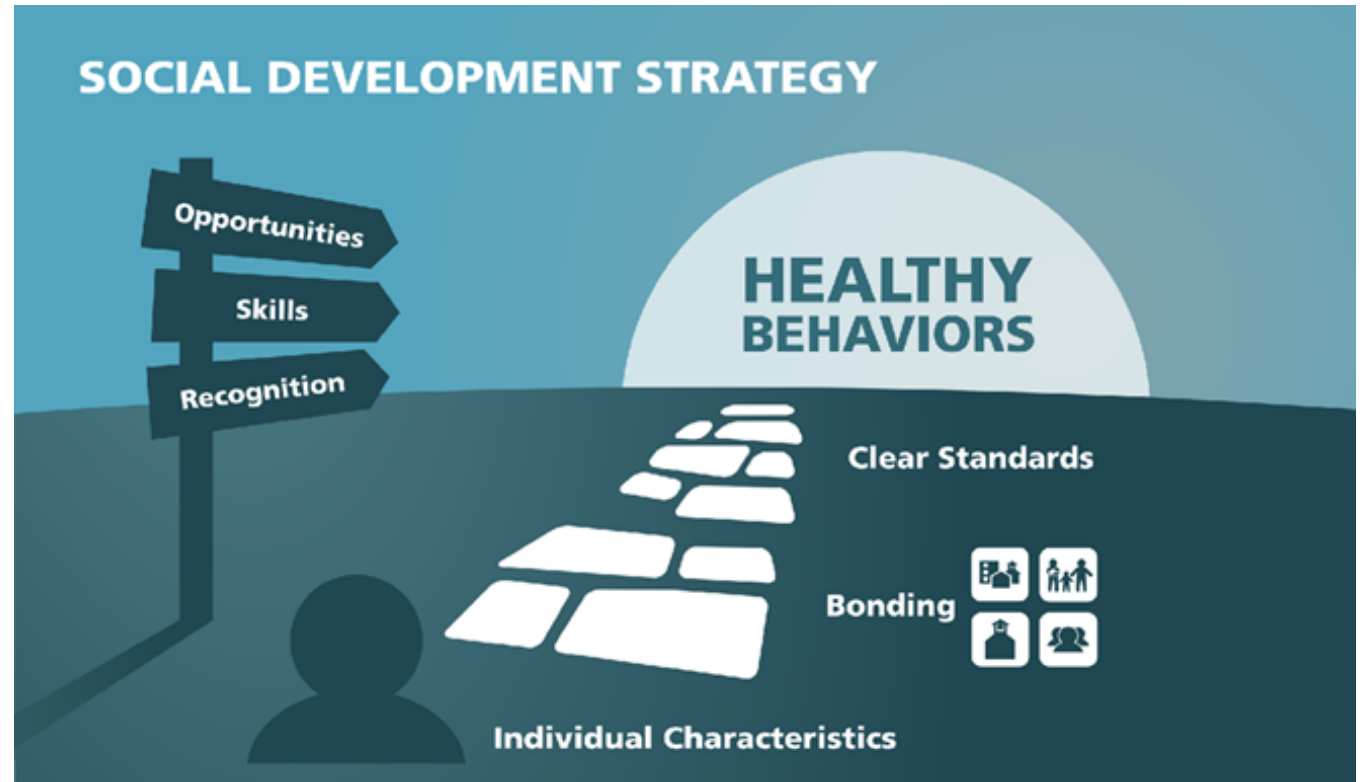 SOCIAL DEVELOPMENT STRATEGY
Opportunities
Skills
Recognition
HEALTHY
BEHAVIORS
Clear Standards
Bonding
Individual Characteristics